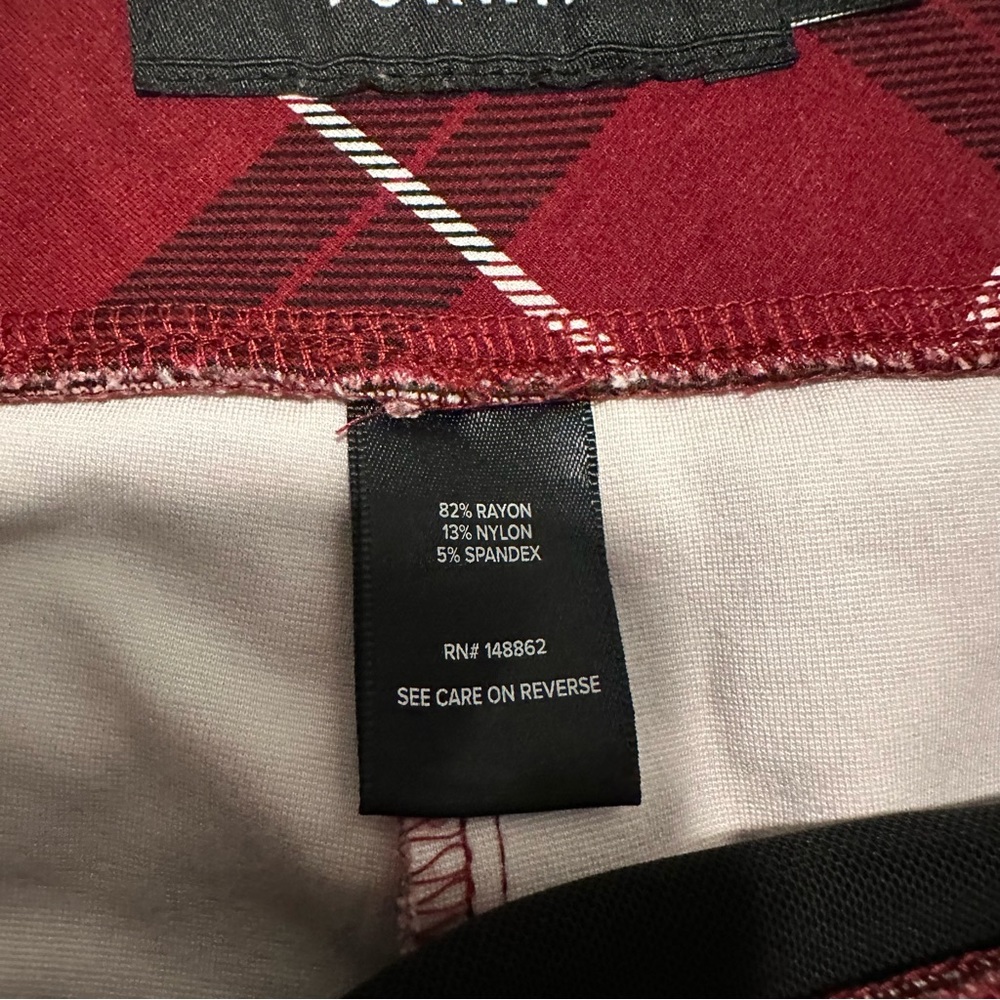 82% RAYON
13% NYLON
5% SPANDEX
RN# 148862
SEE CARE ON REVERSE